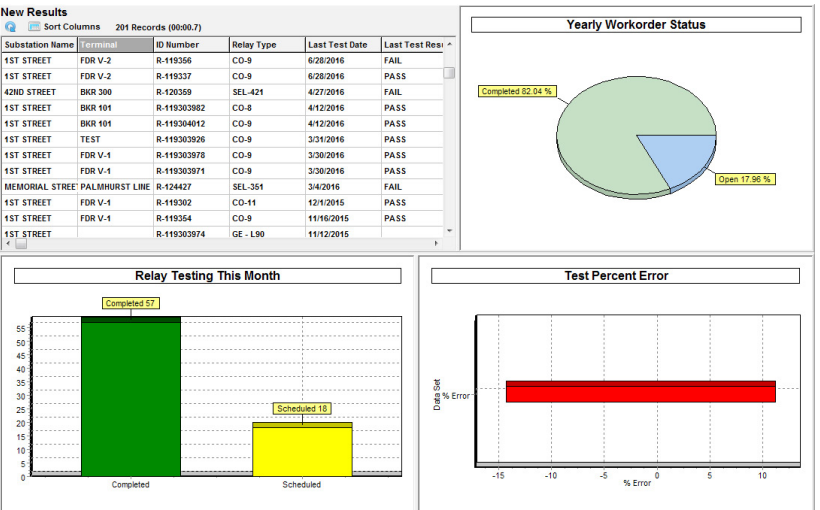 New Results
Sort Columns 201 Records (00:00.7)
Substation Name Terminal ID Number Relay Type Last Test Date Last Test Resu
1ST STREET FDR V-2 R-119356 CO-9 6/28/2016 FAIL
1ST STREET FDR V-2 R-119337 CO-9 6/28/2016 PASS
42ND STREET BKR 300 R-120359 SEL-421 4/27/2016 FAIL
1ST STREET BKR 101 R-119303982 CO-8 4/12/2016 PASS
1ST STREET BKR 101 R-119304012 CO-9 4/12/2016 PASS
1ST STREET TEST R-119303926 CO-9 3/31/2016 PASS
1ST STREET FDR V-1 R-119303978 CO-9 3/30/2016 PASS
1ST STREET FDR V-1 R-119303971 CO-9 3/30/2016 PASS
MEMORIAL STREET PALMHURST LINE R-124427 SEL-351 3/4/2016 FAIL
1ST STREET FDR V-1 R-119302 CO-11 12/1/2015 PASS
1ST STREET FDR V-1 R-119354 CO-9 11/16/2015 PASS
1ST STREET R-119303974 GE - L90 11/12/2015
Yearly Workorder Status
Completed 82.04 %
Open 17.96 %
Relay Testing This Month
Completed 57
55
50
45
40
35
30
25
20
15
10
5
0
Scheduled 18
Completed Scheduled
Test Percent Error
Data Set
% Error
-15 -10 -5 0 5 10
% Error